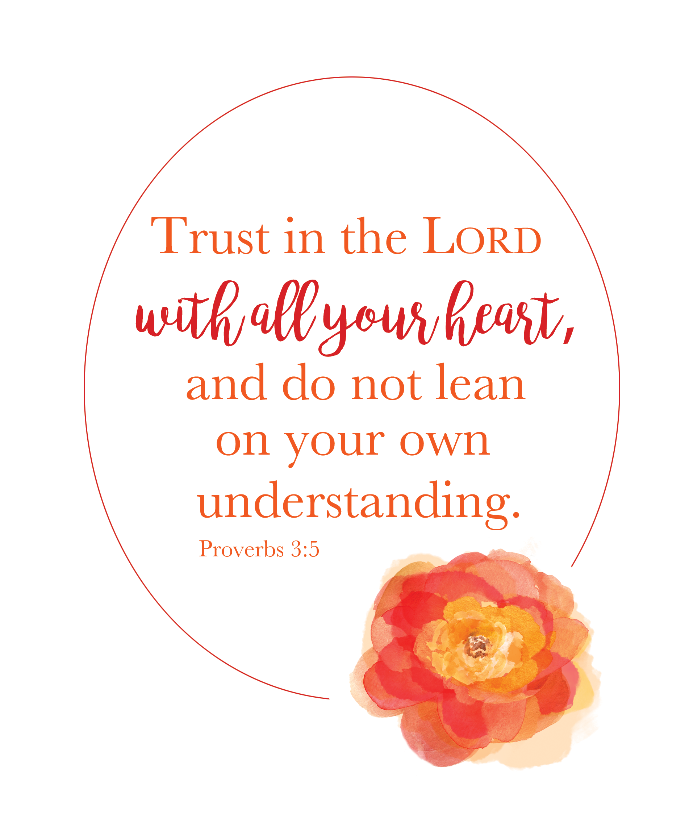 Trust in the LORD
with all your heart,
and do not lean
on your own
understanding.
Proverbs 3:5